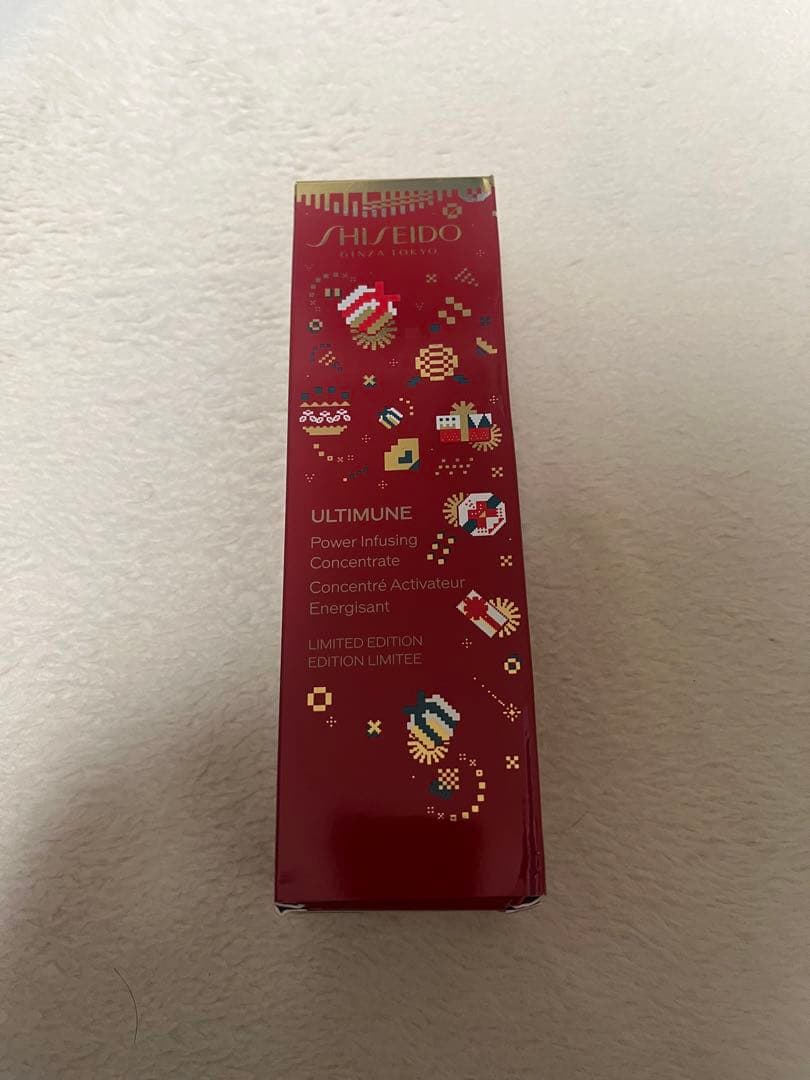 SHISEIDO
GINZA TOKYO
ULTIMUNE
Power Infusing
Concentrate
Concentré Activateur
Energisant
LIMITED EDITION
EDITION LIMITEE